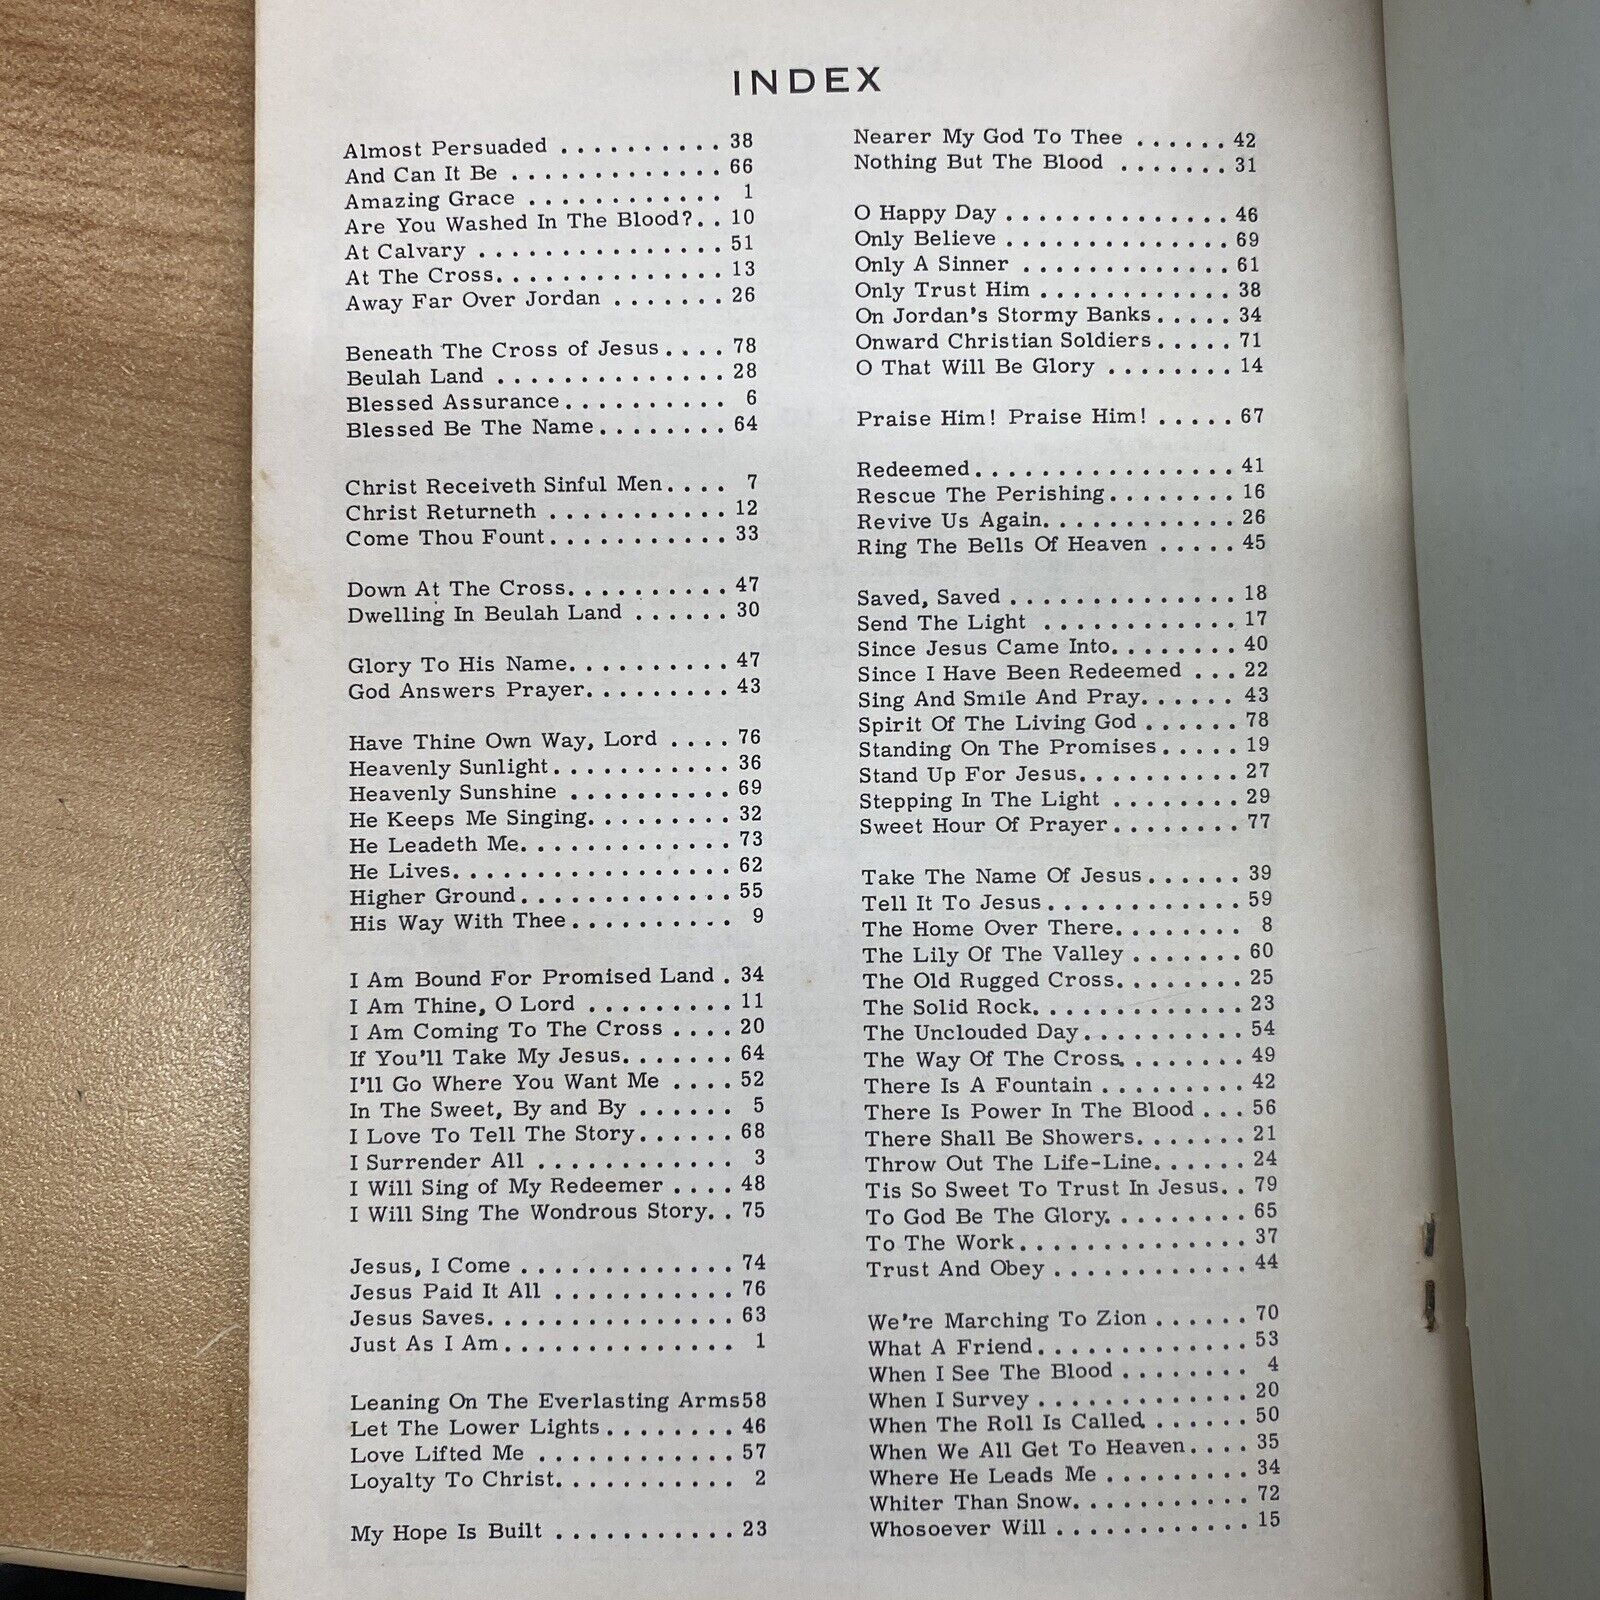 INDEX
Almost Persuaded . . . . . . . . . . 38
And Can It Be . . . . . . . . . . . . . 66
Amazing Grace . . . . . . . . . . . . 1
Are You Washed In The Blood? . . 10
At Calvary . . . . . . . . . . . . . . . 51
At The Cross. . . . . . . . . . . . . . 13
Away Far Over Jordan . . . . . . . 26
Beneath The Cross of Jesus . . . . 78
Beulah Land . . . . . . . . . . . . . . 28
Blessed Assurance . . . . . . . . . . 6
Blessed Be The Name . . . . . . . . 64
Christ Receiveth Sinful Men . . . . 7
Christ Returneth . . . . . . . . . . . 12
Come Thou Fount . . . . . . . . . . . 33
Down At The Cross. . . . . . . . . . 47
Dwelling In Beulah Land . . . . . . 30
Glory To His Name. . . . . . . . . . 47
God Answers Prayer. . . . . . . . . 43
Have Thine Own Way, Lord . . . . 76
Heavenly Sunlight . . . . . . . . . . . 36
Heavenly Sunshine . . . . . . . . . . 69
He Keeps Me Singing. . . . . . . . . 32
He Leadeth Me. . . . . . . . . . . . . 73
He Lives. . . . . . . . . . . . . . . . . 62
Higher Ground . . . . . . . . . . . . . 55
His Way With Thee . . . . . . . . . . 9
I Am Bound For Promised Land . 34
I Am Thine, O Lord . . . . . . . . . 11
I Am Coming To The Cross . . . . 20
If You'll Take My Jesus. . . . . . . 64
I'll Go Where You Want Me . . . . 52
In The Sweet, By and By . . . . . . 5
I Love To Tell The Story . . . . . . 68
I Surrender All . . . . . . . . . . . . 3
I Will Sing of My Redeemer . . . . 48
I Will Sing The Wondrous Story. . 75
Jesus, I Come . . . . . . . . . . . . . 74
Jesus Paid It All . . . . . . . . . . . 76
Jesus Saves. . . . . . . . . . . . . . . 63
Just As I Am . . . . . . . . . . . . . . 1
Leaning On The Everlasting Arms58
Let The Lower Lights . . . . . . . . 46
Love Lifted Me . . . . . . . . . . . . 57
Loyalty To Christ. . . . . . . . . . . 2
My Hope Is Built . . . . . . . . . . . 23
Nearer My God To Thee . . . . . . 42
Nothing But The Blood . . . . . . . 31
O Happy Day . . . . . . . . . . . . . . 46
Only Believe . . . . . . . . . . . . . . 69
Only A Sinner . . . . . . . . . . . . . 61
Only Trust Him . . . . . . . . . . . . 38
On Jordan's Stormy Banks . . . . . 34
Onward Christian Soldiers . . . . . 71
O That Will Be Glory . . . . . . . . 14
Praise Him! Praise Him! . . . . . 67
Redeemed . . . . . . . . . . . . . . . . 41
Rescue The Perishing . . . . . . . . 16
Revive Us Again. . . . . . . . . . . . 26
Ring The Bells Of Heaven . . . . . 45
Saved, Saved . . . . . . . . . . . . . . 18
Send The Light . . . . . . . . . . . . 17
Since Jesus Came Into. . . . . . . . 40
Since I Have Been Redeemed . . . 22
Sing And Smile And Pray. . . . . . 43
Spirit Of The Living God . . . . . . 78
Standing On The Promises . . . . . 19
Stand Up For Jesus. . . . . . . . . . 27
Stepping In The Light . . . . . . . . 29
Sweet Hour Of Prayer . . . . . . . . 77
Take The Name Of Jesus . . . . . . 39
Tell It To Jesus . . . . . . . . . . . . 59
The Home Over There. . . . . . . . 8
The Lily Of The Valley . . . . . . . 60
The Old Rugged Cross. . . . . . . . 25
The Solid Rock. . . . . . . . . . . . . 23
The Unclouded Day . . . . . . . . . . 54
The Way Of The Cross. . . . . . . . 49
There Is A Fountain . . . . . . . . . 42
There Is Power In The Blood . . . 56
There Shall Be Showers. . . . . . . 21
Throw Out The Life-Line. . . . . . 24
Tis So Sweet To Trust In Jesus. . 79
To God Be The Glory. . . . . . . . . 65
To The Work . . . . . . . . . . . . . . 37
Trust And Obey . . . . . . . . . . . . 44
We're Marching To Zion . . . . . . 70
What A Friend . . . . . . . . . . . . . 53
When I See The Blood . . . . . . . . 4
When I Survey . . . . . . . . . . . . . 20
When The Roll Is Called. . . . . . . 50
When We All Get To Heaven . . . . 35
Where He Leads Me . . . . . . . . . 34
Whiter Than Snow. . . . . . . . . . . 72
Whosoever Will . . . . . . . . . . . . 15